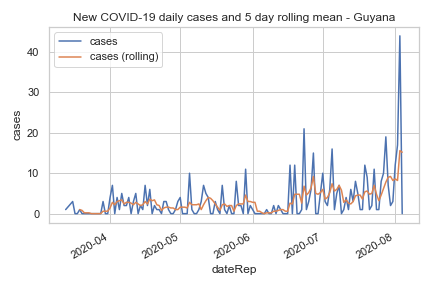 New COVID-19 daily cases and 5 day rolling mean - Guyana
cases
cases (rolling)
cases
40
30
20
10
0
2020-04
2020-05
2020-06
2020-07
2020-08
dateRep